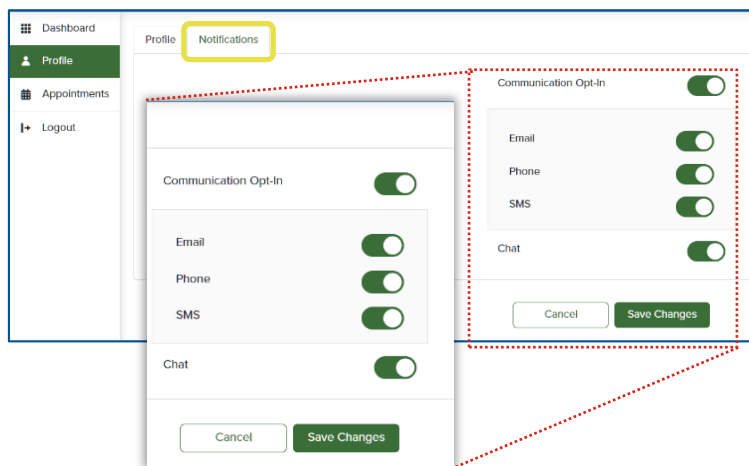 Dashboard
Profile
Appointments
Logout
Profile
Notifications
Communication Opt-In
Email
Phone
SMS
Chat
Cancel
Save Changes
Communication Opt-In
Email
Phone
SMS
Chat
Cancel
Save Changes